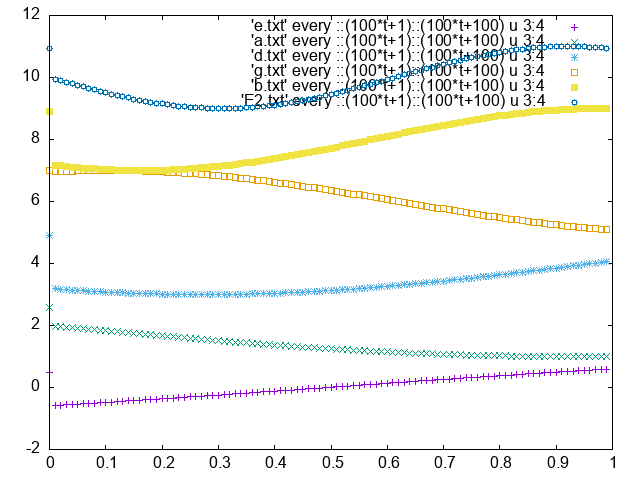 12
10
8
6
4
2
0
-2
'e.txt' every ::(100*t+1)::(100*t+100) u 3:4
'a.txt' every ::(100*t+1)::(100*t+100) u 3:4
'd.txt' every ::(100*t+1)::(100*t+100) u 3:4
'g.txt' every ::(100*t+1)::(100*t+100) u 3:4
'b.txt' every ::(100*t+1)::(100*t+100) u 3:4
'F2.txt' every ::(100*t+1)::(100*t+100) u 3:4
0 0.1 0.2 0.3 0.4 0.5 0.6 0.7 0.8 0.9 1